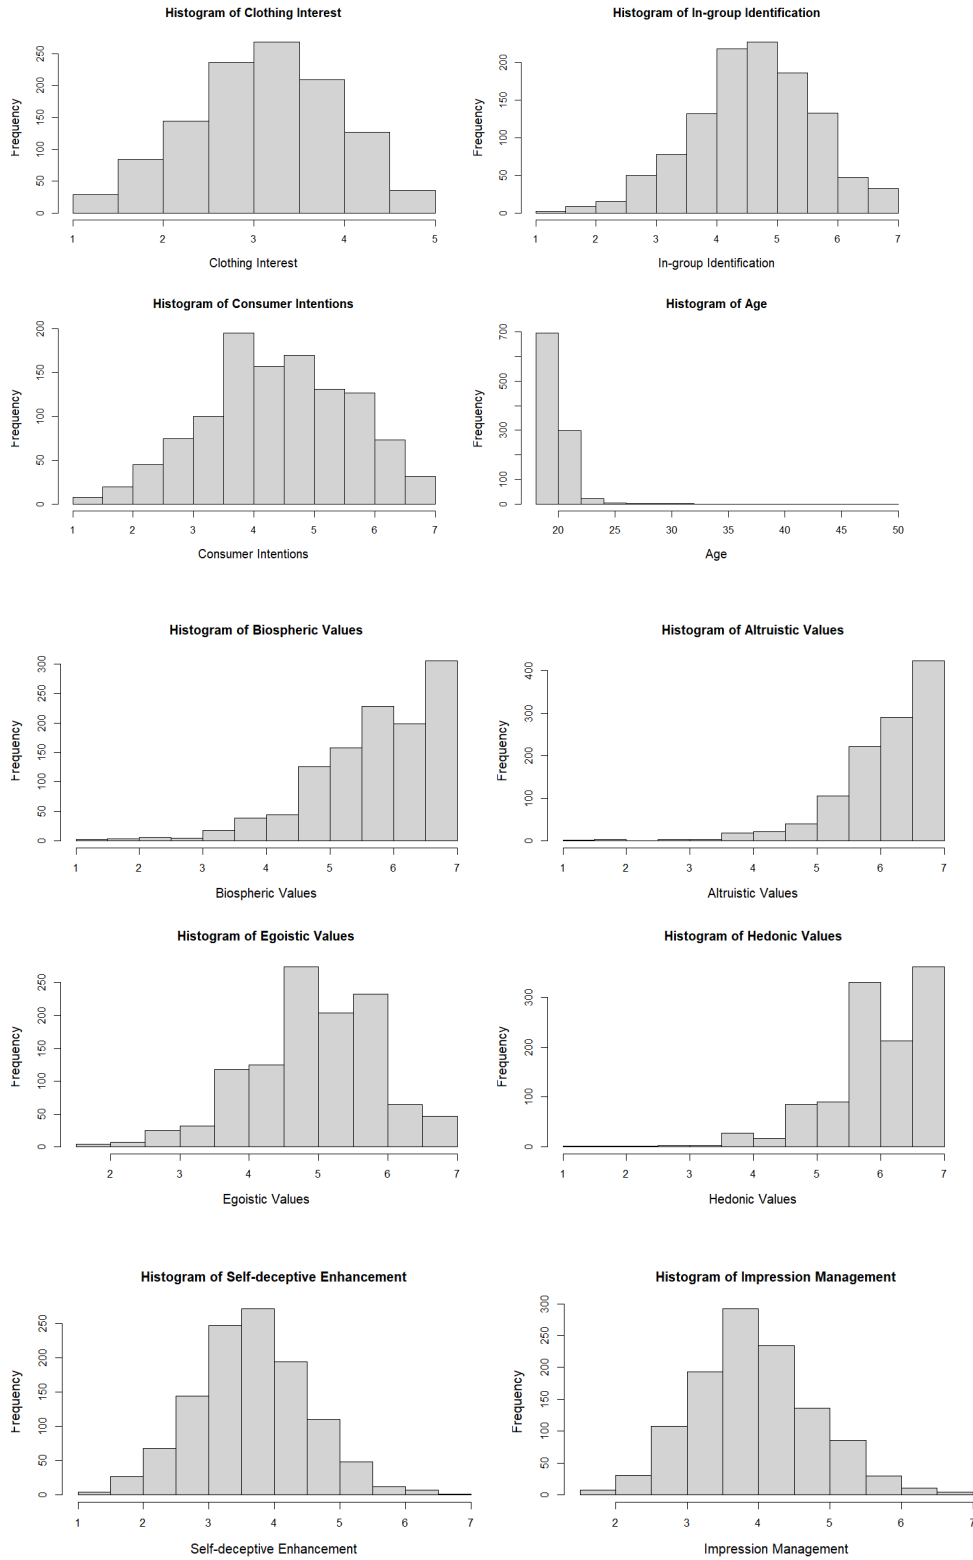 Histogram of Clothing Interest
Frequency
0 50 100 150 200 250
1 2 3 4 5
Clothing Interest
Histogram of In-group Identification
Frequency
0 50 100 150 200
1 2 3 4 5 6 7
In-group Identification
Histogram of Consumer Intentions
Frequency
0 50 100 150 200
1 2 3 4 5 6 7
Consumer Intentions
Histogram of Age
Frequency
0 100 300 500 700
20 25 30 35 40 45 50
Age
Histogram of Biospheric Values
Frequency
0 50 100 150 200 250 300
1 2 3 4 5 6 7
Biospheric Values
Histogram of Altruistic Values
Frequency
0 100 200 300 400
1 2 3 4 5 6 7
Altruistic Values
Histogram of Egoistic Values
Frequency
0 50 100 150 200 250
2 3 4 5 6 7
Egoistic Values
Histogram of Hedonic Values
Frequency
0 100 200 300
1 2 3 4 5 6 7
Hedonic Values
Histogram of Self-deceptive Enhancement
Frequency
0 50 100 150 200 250
1 2 3 4 5 6 7
Self-deceptive Enhancement
Histogram of Impression Management
Frequency
0 50 100 150 200 250 300
2 3 4 5 6 7
Impression Management